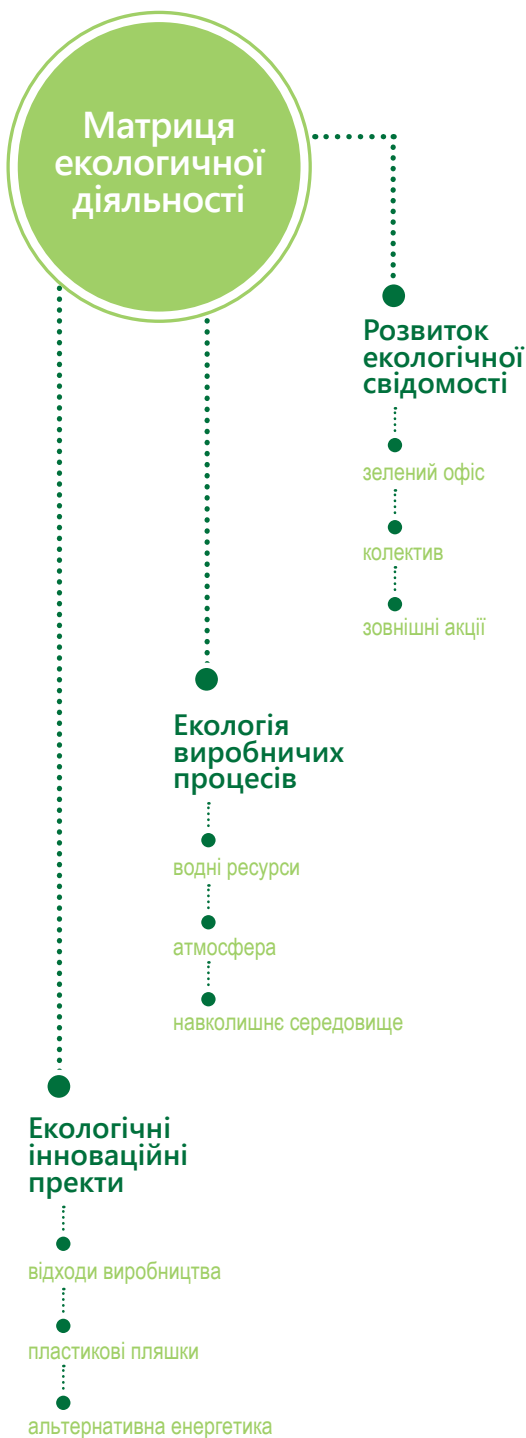 Матриця
екологичної
діяльності
Розвиток
екологічної
свідомості
зелений офіс
колектив
зовнішні акції
Екологія
виробничих
процесів
водні ресурси
атмосфера
навколишнє середовище
Екологічні
інноваційні
пректи
відходи виробництва
пластикові пляшки
альтернативна енергетика